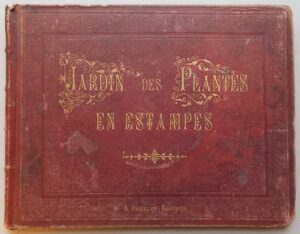 JARDIN DES PLANTES
EN ESTAMPES
A.